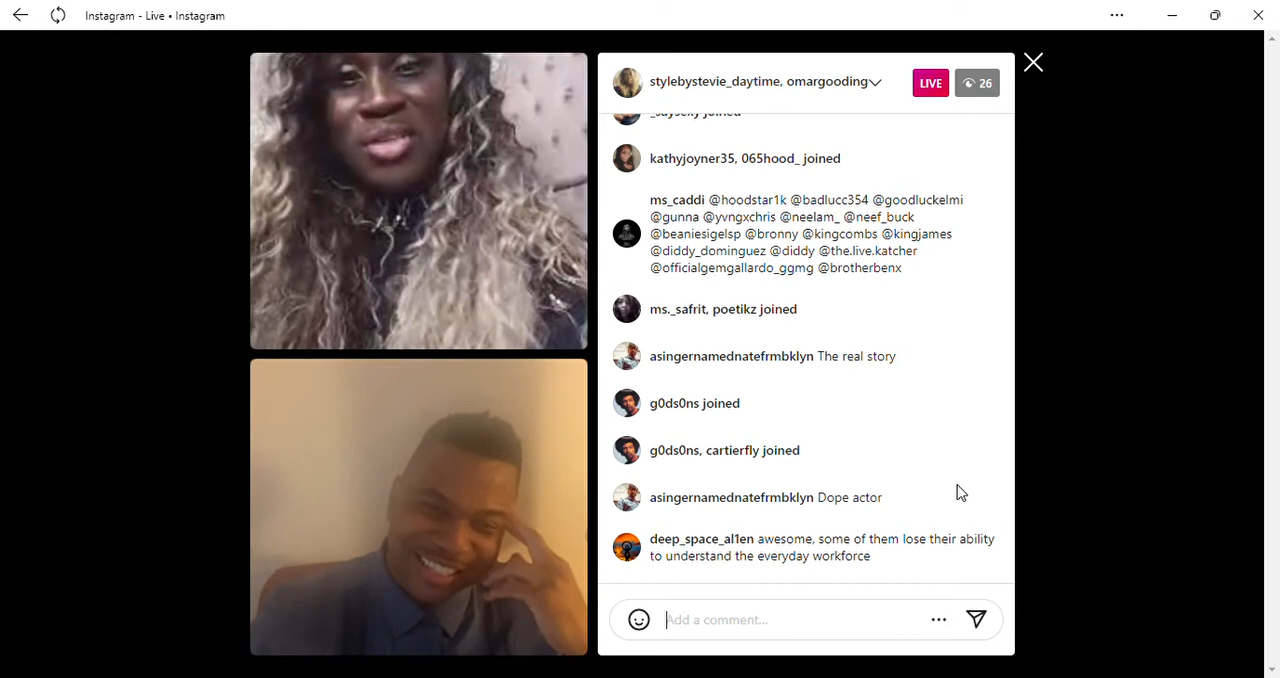 Instagram - Live • Instagram
stylebystevie_daytime, omargooding
LIVE
26
_saysexy joined
kathyjoyner35, 065hood_ joined
ms_caddi @hoodstar1k @badlucc354 @goodluckelmi
@gunna @yvngxchris @neelam_ @neef_buck
@beaniesigelsp @bronny @kingcombs @kingjames
@diddy_dominguez @diddy @the.live.katcher
@officialgemgallardo_ggmg @brotherbenx
ms._safrit, poetikz joined
asingernamednatefrmbklyn The real story
g0ds0ns joined
g0ds0ns, cartierfly joined
asingernamednatefrmbklyn Dope actor
deep_space_al1en awesome, some of them lose their ability
to understand the everyday workforce
Add a comment...